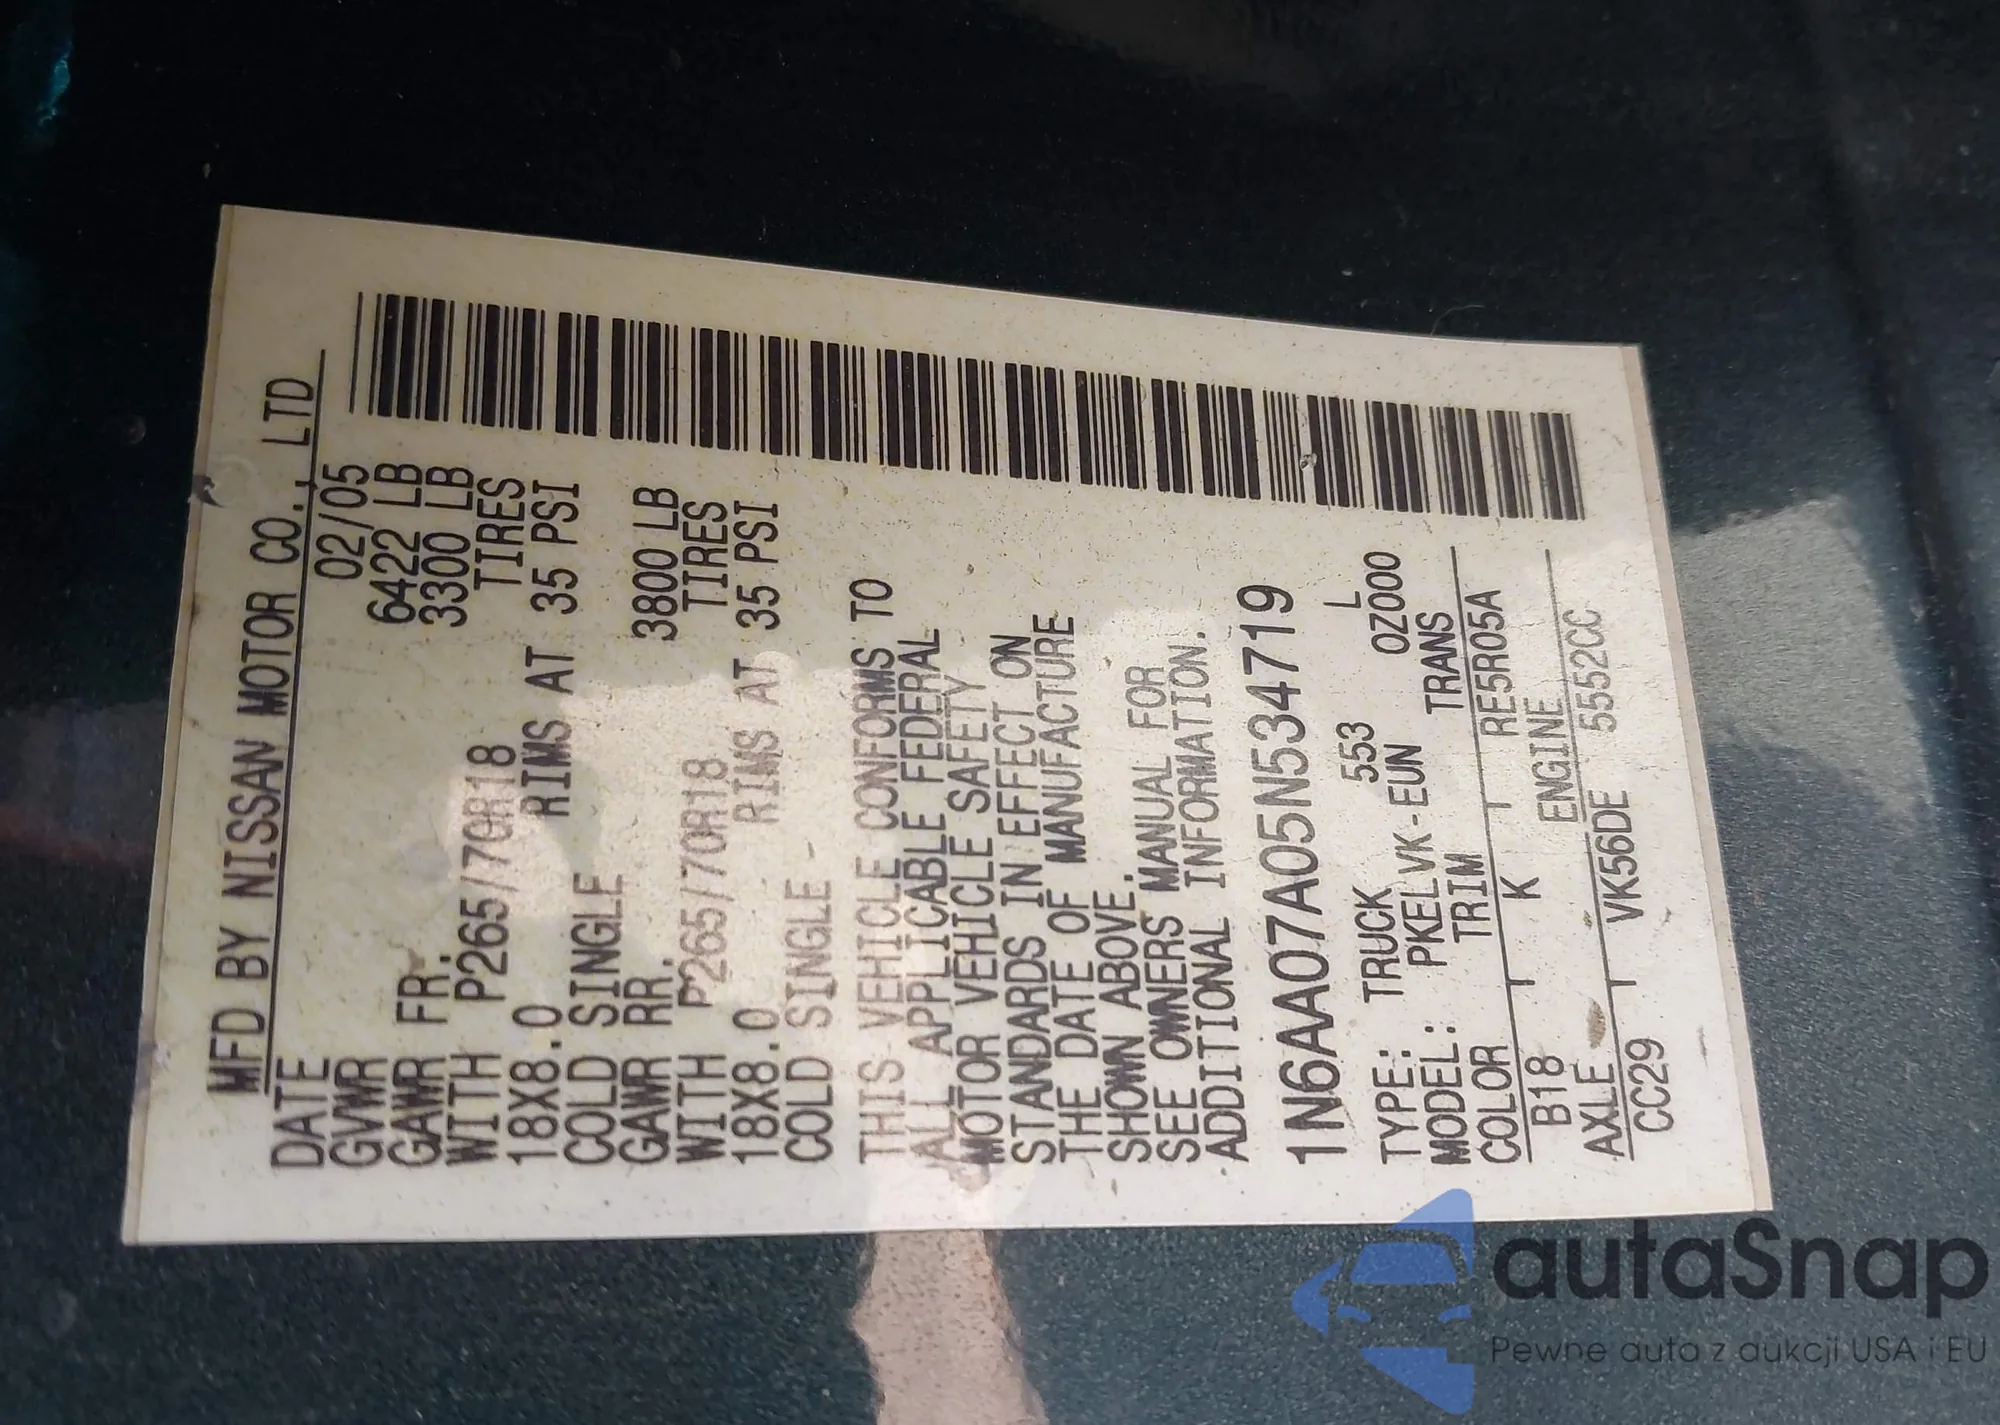 MFD BY NISSAN MOTOR CO., LTD
DATE 02/05
GVWR 6422 LB
GAWR FR. 3300 LB
WITH P265/70R18 TIRES
18X8.0 RIMS AT 35 PSI
COLD SINGLE
GAWR RR. 3800 LB
WITH P265/70R18 TIRES
18X8.0 RIMS AT 35 PSI
COLD SINGLE -
THIS VEHICLE CONFORMS TO
ALL APPLICABLE FEDERAL
MOTOR VEHICLE SAFETY
STANDARDS IN EFFECT ON
THE DATE OF MANUFACTURE
SHOWN ABOVE.
SEE OWNERS MANUAL FOR
ADDITIONAL INFORMATION.
1N6AA07A05N534719
TYPE: TRUCK 553 L
MODEL: PKELVK-EUN OZ000
COLOR TRIM TRANS
B18 K RE5R05A
AXLE ENGINE
CC29 VK56DE 5552CC
autaSnap
Pewne auta z aukcji USA i EU